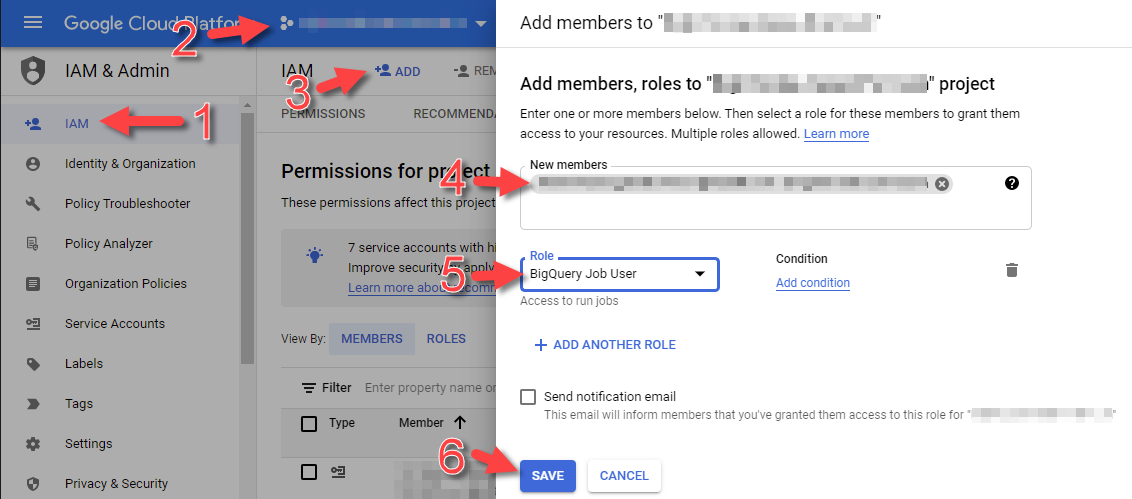 Google Cloud Platfor
2
IAM & Admin
IAM
ADD
REM
3
PERMISSIONS
RECOMMENDA
IAM
1
Identity & Organization
Policy Troubleshooter
Policy Analyzer
Organization Policies
Service Accounts
Labels
Tags
Settings
Privacy & Security
Permissions for project
These permissions affect this project
7 service accounts with hi
Improve security by apply
Learn more about recomm
View By:
MEMBERS
ROLES
Filter
Enter property name or
Type
Member
Add members to "
"
Add members, roles to "
" project
Enter one or more members below. Then select a role for these members to grant them
access to your resources. Multiple roles allowed. Learn more
New members
4
Role
Condition
5
BigQuery Job User
Add condition
Access to run jobs
ADD ANOTHER ROLE
Send notification email
This email will inform members that you've granted them access to this role for "
"
6
SAVE
CANCEL